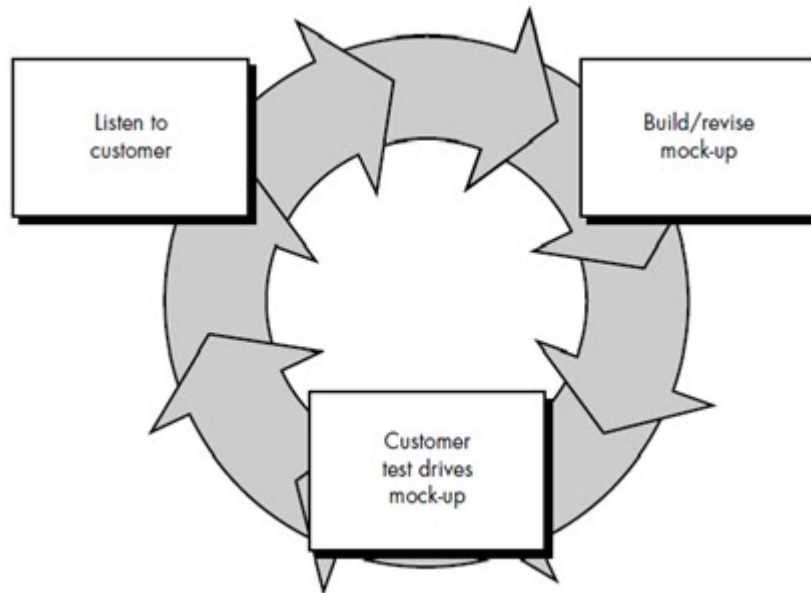 Listen to
customer
Build/revise
mock-up
Customer
test drives
mock-up